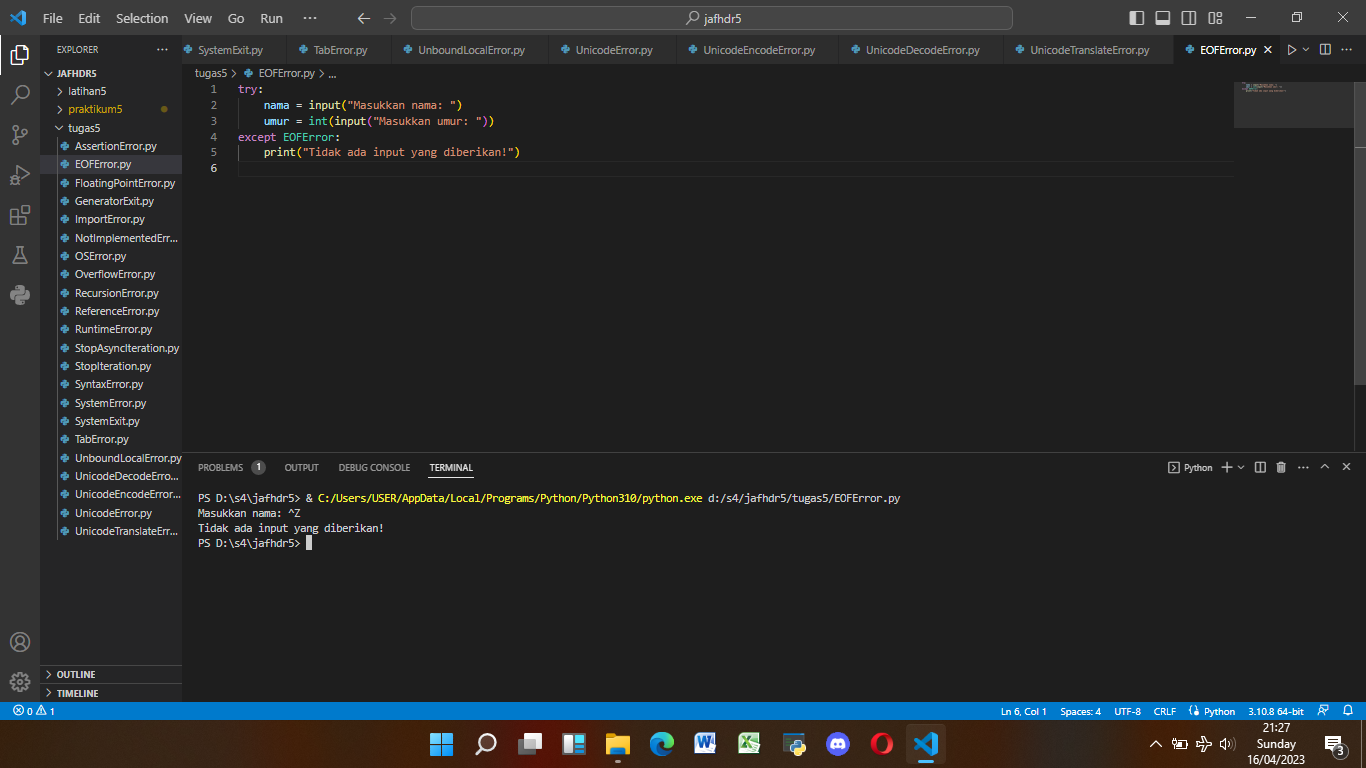 File Edit Selection View Go Run ···
jafhdr5
EXPLORER ···
SystemExit.py TabError.py UnboundLocalError.py UnicodeError.py UnicodeEncodeError.py UnicodeDecodeError.py UnicodeTranslateError.py EOFError.py
JAFHDR5
latihan5
praktikum5
tugas5
AssertionError.py
EOFError.py
FloatingPointError.py
GeneratorExit.py
ImportError.py
NotImplementedErr...
OSError.py
OverflowError.py
RecursionError.py
ReferenceError.py
RuntimeError.py
StopAsyncIteration.py
StopIteration.py
SyntaxError.py
SystemError.py
SystemExit.py
TabError.py
UnboundLocalError.py
UnicodeDecodeErro...
UnicodeEncodeError...
UnicodeError.py
UnicodeTranslateErr...
OUTLINE
TIMELINE
tugas5 > EOFError.py > ...
1 try:
2 nama = input("Masukkan nama: ")
3 umur = int(input("Masukkan umur: "))
4 except EOFError:
5 print("Tidak ada input yang diberikan!")
6
PROBLEMS 1 OUTPUT DEBUG CONSOLE TERMINAL Python
PS D:\s4\jafhdr5> & C:/Users/USER/AppData/Local/Programs/Python/Python310/python.exe d:/s4/jafhdr5/tugas5/EOFError.py
Masukkan nama: ^Z
Tidak ada input yang diberikan!
PS D:\s4\jafhdr5>
0 1 Ln 6, Col 1 Spaces: 4 UTF-8 CRLF Python 3.10.8 64-bit
21:27
Sunday
16/04/2023
3